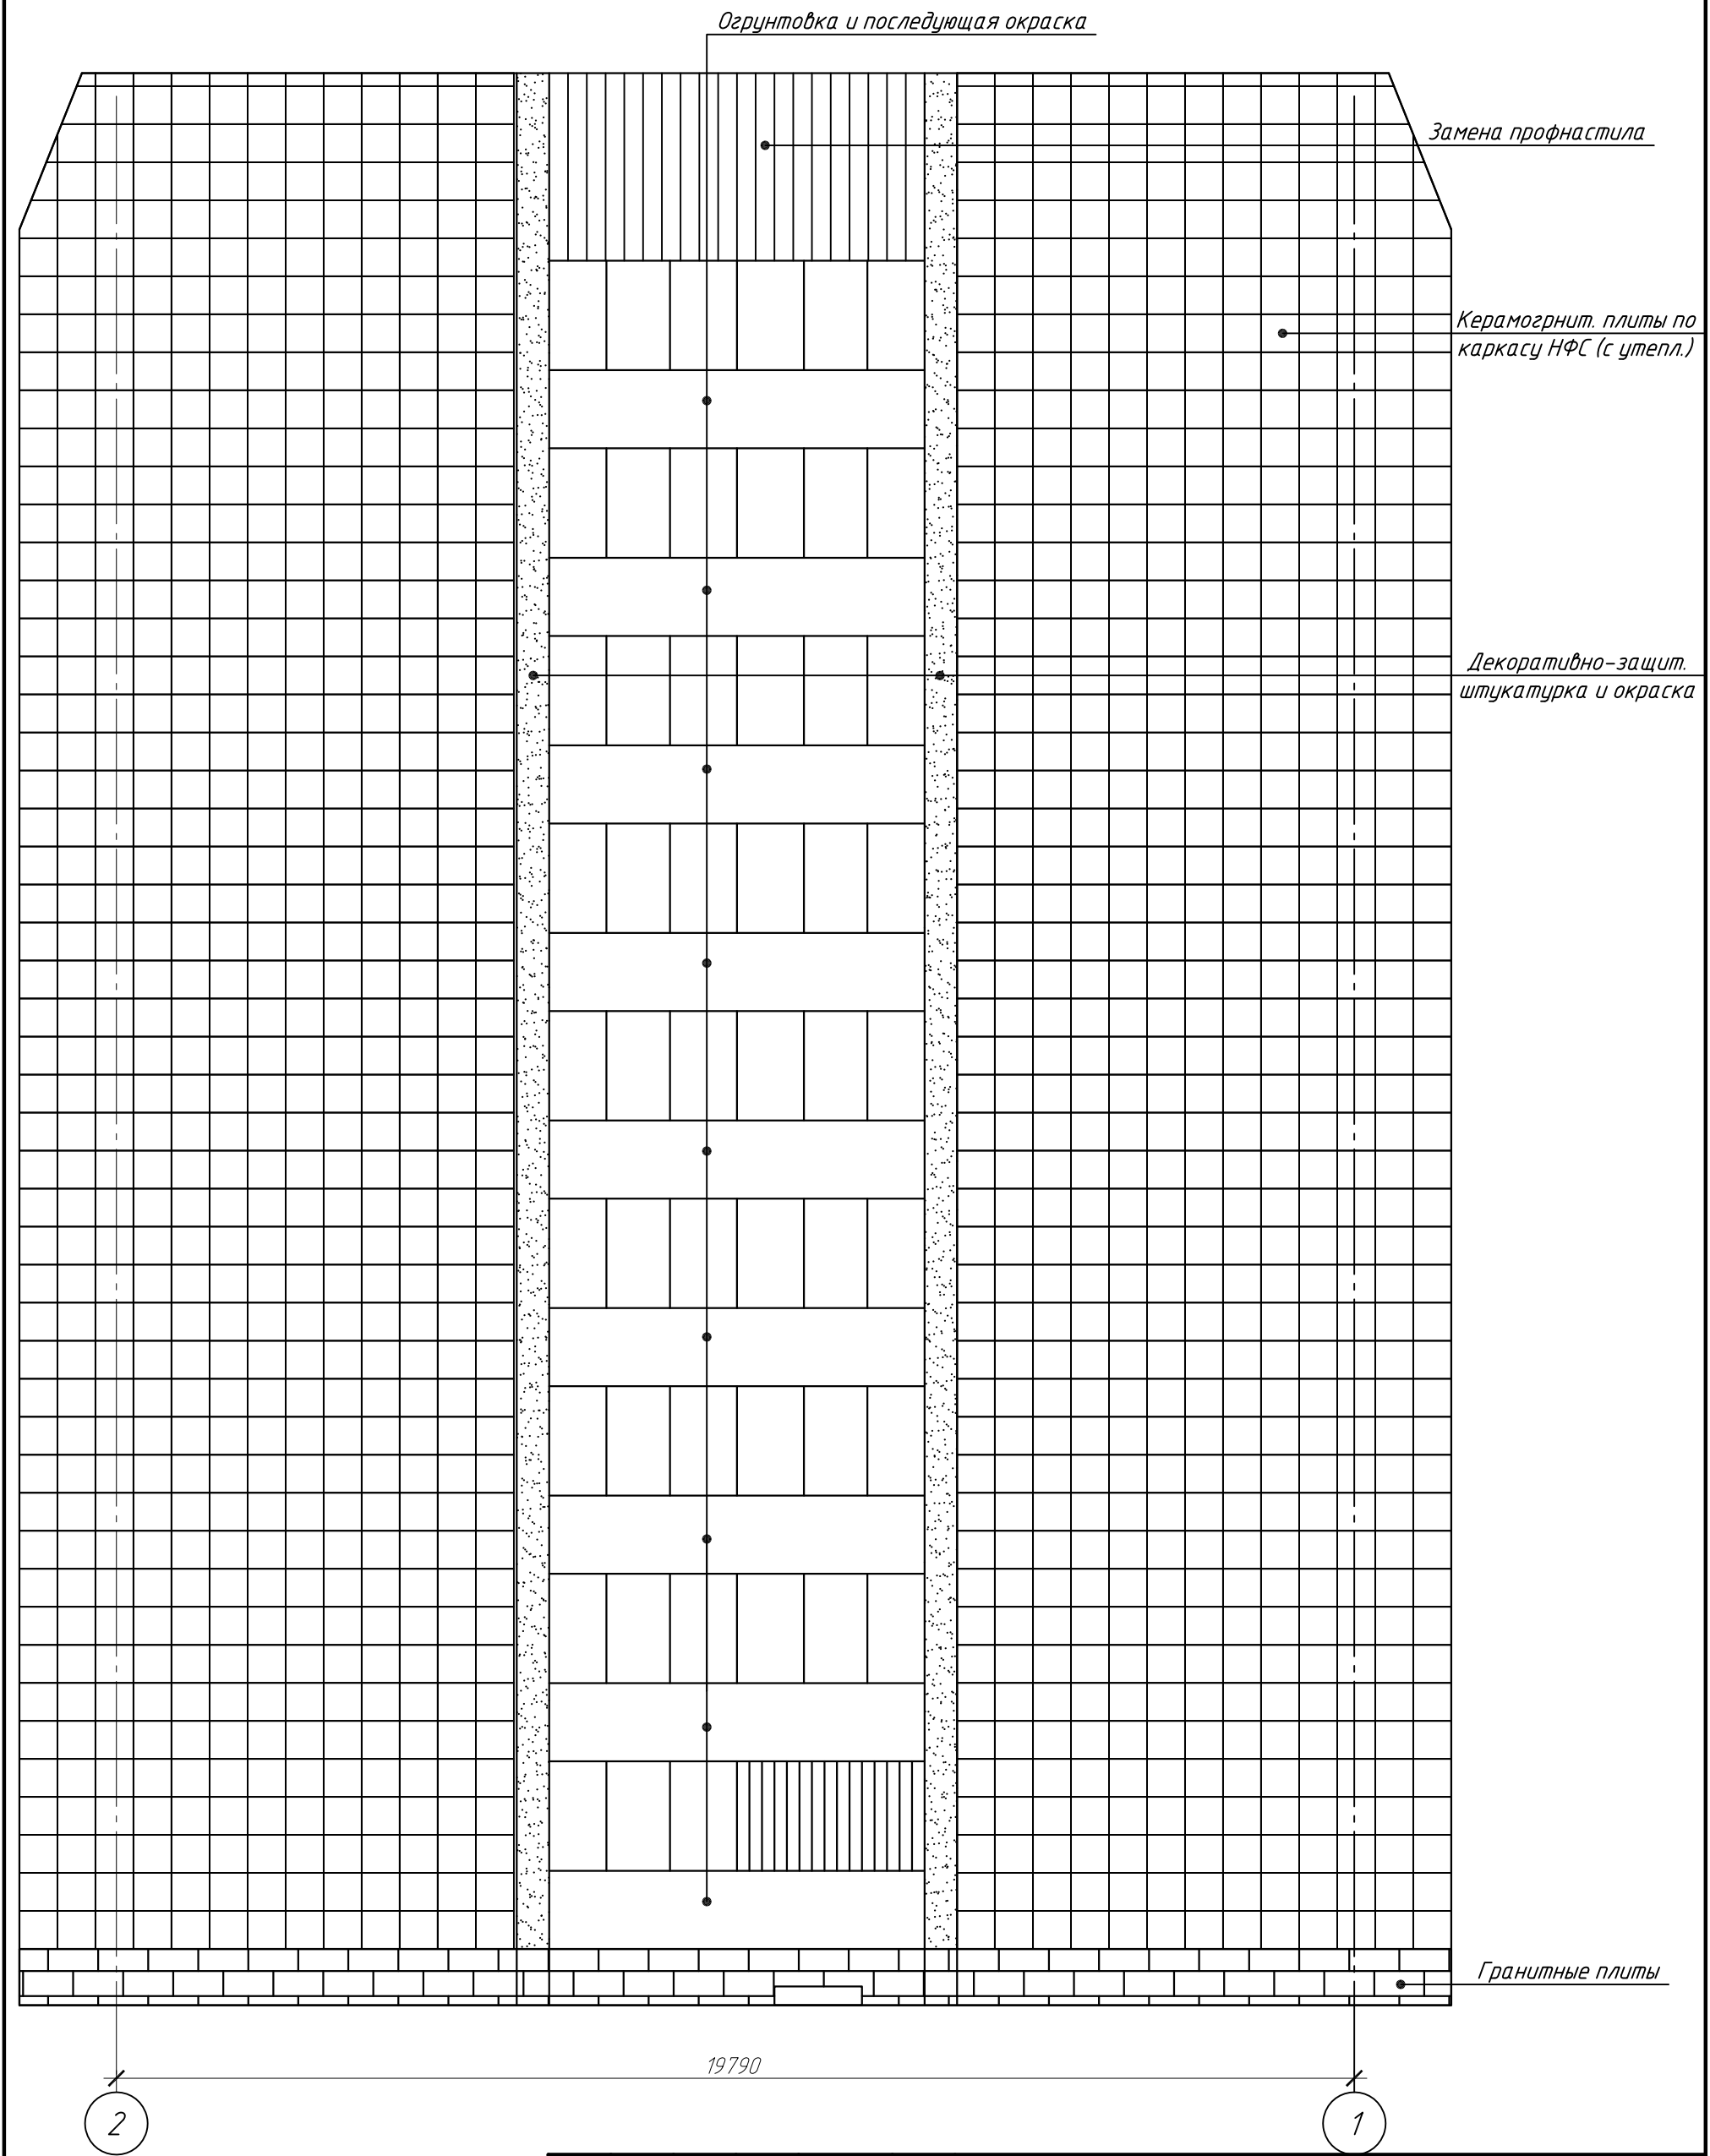 Огрунтовка и последующая окраска
Замена профнастила
Керамогрнит. плиты по
каркасу НФС (с утепл.)
Декоративно-защит.
штукатурка и окраска
Гранитные плиты
19790
2
1